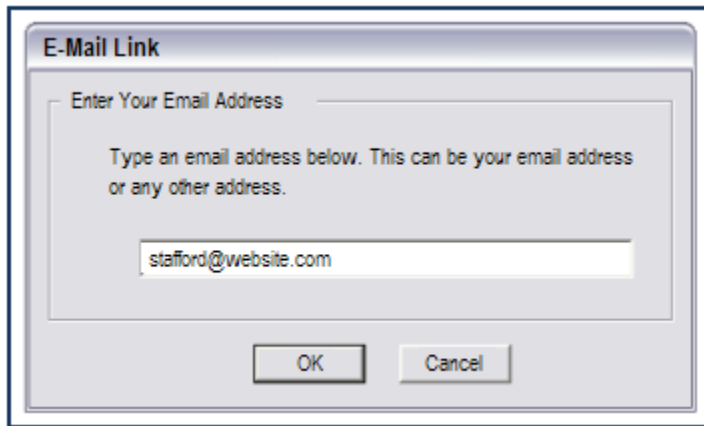 E-Mail Link
Enter Your Email Address
Type an email address below. This can be your email address
or any other address.
stafford@website.com
OK
Cancel